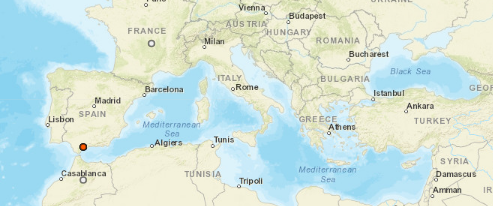 Vienna
Budapest
AUSTRIA
FRANCE
HUNGARY
Milan
ROMANIA
Bucharest
Black Sea
ITALY
BULGARIA
Barcelona
Rome
Istanbul
Madrid
SPAIN
Ankara
Lisbon
Mediterranean
Sea
GREECE
Athens
TURKEY
Algiers
Tunis
SYRIA
Casablanca
TUNISIA
Mediterranean
Sea
Damascus
Tripoli
Amman